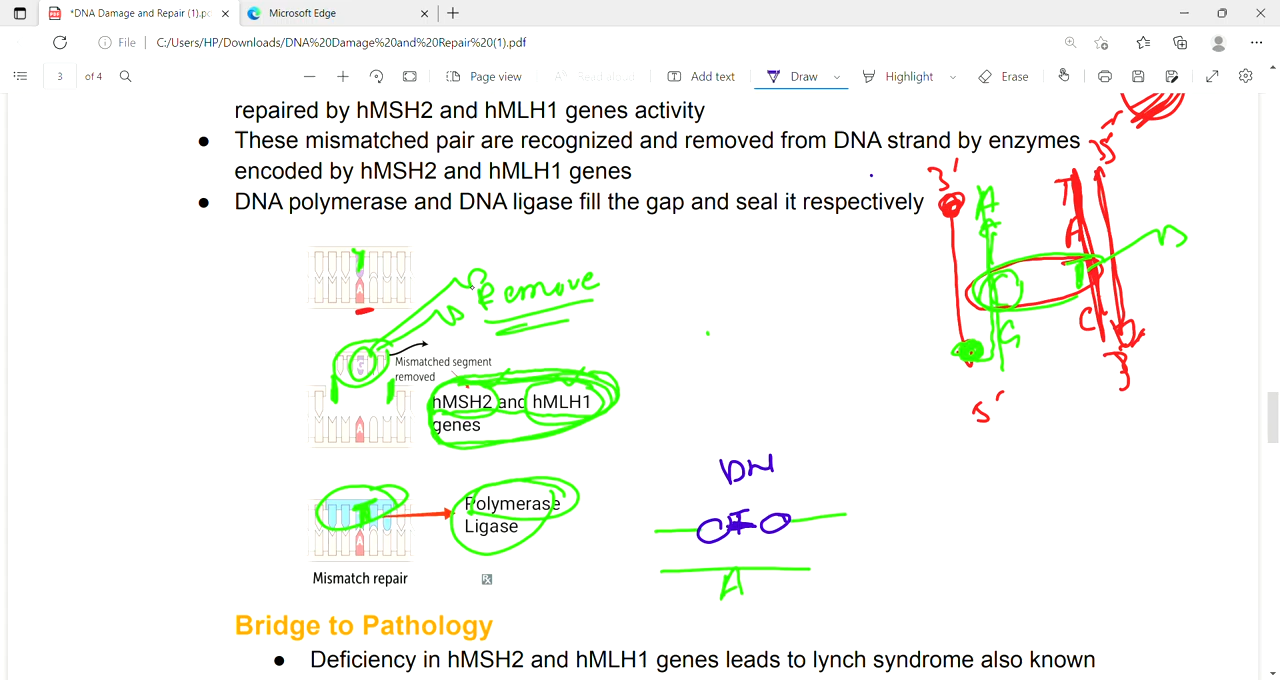 *DNA Damage and Repair (1).pd
Microsoft Edge
File
C:/Users/HP/Downloads/DNA%20Damage%20and%20Repair%20(1).pdf
3 of 4
Page view
Read aloud
Add text
Draw
Highlight
Erase
repaired by hMSH2 and hMLH1 genes activity
● These mismatched pair are recognized and removed from DNA strand by enzymes
encoded by hMSH2 and hMLH1 genes
● DNA polymerase and DNA ligase fill the gap and seal it respectively
3'
A
T
A
T
C
G
5'
A
Remove
G
Mismatched segment
removed
A
hMSH2 and hMLH1
genes
T
A
Polymerase
Ligase
DN
T
A
Mismatch repair
Bridge to Pathology
● Deficiency in hMSH2 and hMLH1 genes leads to lynch syndrome also known